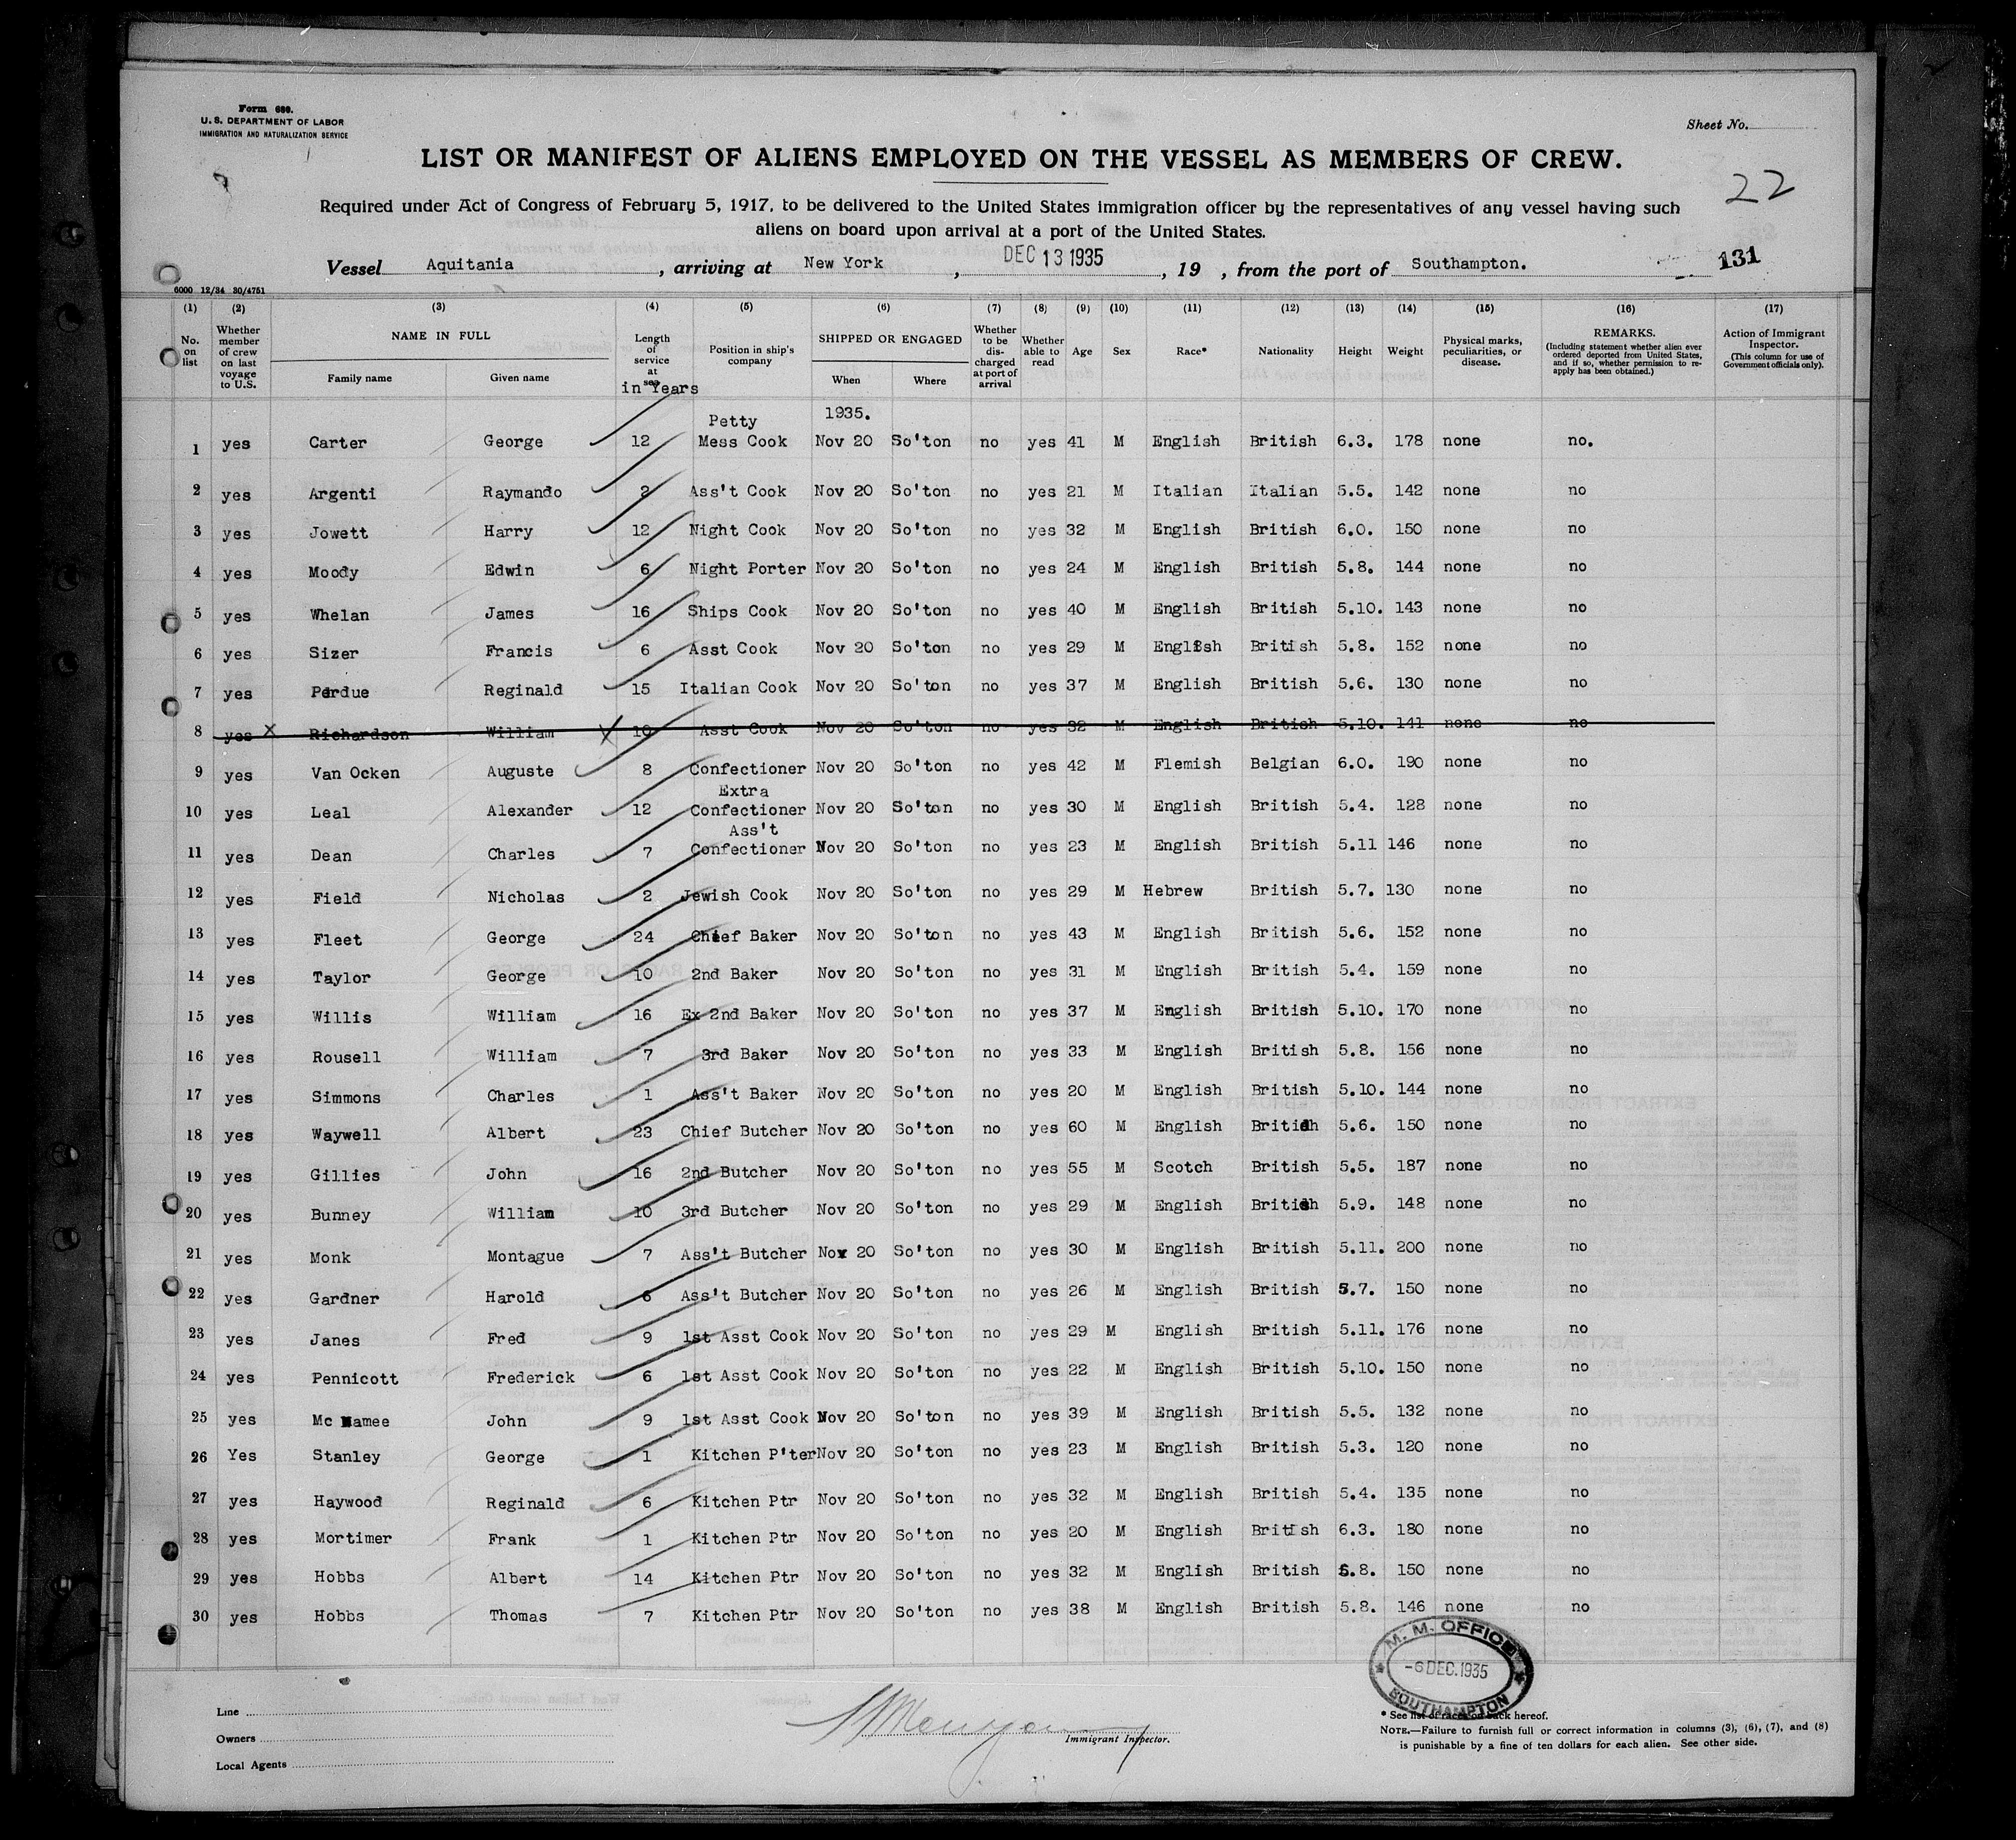 Form 680.
U. S. DEPARTMENT OF LABOR
IMMIGRATION AND NATURALIZATION SERVICE
Sheet No.
LIST OR MANIFEST OF ALIENS EMPLOYED ON THE VESSEL AS MEMBERS OF CREW.
22
Required under Act of Congress of February 5, 1917, to be delivered to the United States immigration officer by the representatives of any vessel having such
aliens on board upon arrival at a port of the United States.
Vessel Aquitania , arriving at New York , DEC 13 1935 , 19 , from the port of Southampton. 131
6000 12/34 30/4751
(1) (2) (3) (4) (5) (6) (7) (8) (9) (10) (11) (12) (13) (14) (15) (16) (17)
No. on list Whether member of crew on last voyage to U.S. NAME IN FULL Family name Given name Length of service at sea in Years Position in ship's company SHIPPED OR ENGAGED When Where Whether to be discharged at port of arrival Whether able to read Age Sex Race* Nationality Height Weight Physical marks, peculiarities, or disease. REMARKS. (Including statement whether alien ever ordered deported from United States, and if so, whether permission to re-apply has been obtained.) Action of Immigrant Inspector. (This column for use of Government officials only).
Petty 1935.
1 yes Carter George 12 Mess Cook Nov 20 So'ton no yes 41 M English British 6.3. 178 none no.
2 yes Argenti Raymando 2 Ass't Cook Nov 20 So'ton no yes 21 M Italian Italian 5.5. 142 none no
3 yes Jowett Harry 12 Night Cook Nov 20 So'ton no yes 32 M English British 6.0. 150 none no
4 yes Moody Edwin 6 Night Porter Nov 20 So'ton no yes 24 M English British 5.8. 144 none no
5 yes Whelan James 16 Ships Cook Nov 20 So'ton no yes 40 M English British 5.10. 143 none no
6 yes Sizer Francis 6 Asst Cook Nov 20 So'ton no yes 29 M English British 5.8. 152 none no
7 yes Perdue Reginald 15 Italian Cook Nov 20 So'ton no yes 37 M English British 5.6. 130 none no
8 yes x Richardson William X 10 Asst Cook Nov 20 So'ton no yes 32 M English British 5.10. 141 none no
9 yes Van Ocken Auguste 8 Confectioner Nov 20 So'ton no yes 42 M Flemish Belgian 6.0. 190 none no
Extra
10 yes Leal Alexander 12 Confectioner Nov 20 So'ton no yes 30 M English British 5.4. 128 none no
Ass't
11 yes Dean Charles 7 Confectioner Nov 20 So'ton no yes 23 M English British 5.11 146 none no
12 yes Field Nicholas 2 Jewish Cook Nov 20 So'ton no yes 29 M Hebrew British 5.7. 130 none no
13 yes Fleet George 24 Chief Baker Nov 20 So'ton no yes 43 M English British 5.6. 152 none no
14 yes Taylor George 10 2nd Baker Nov 20 So'ton no yes 31 M English British 5.4. 159 none no
15 yes Willis William 16 Ex 2nd Baker Nov 20 So'ton no yes 37 M English British 5.10. 170 none no
16 yes Rousell William 7 3rd Baker Nov 20 So'ton no yes 33 M English British 5.8. 156 none no
17 yes Simmons Charles 1 Ass't Baker Nov 20 So'ton no yes 20 M English British 5.10. 144 none no
18 yes Waywell Albert 23 Chief Butcher Nov 20 So'ton no yes 60 M English British 5.6. 150 none no
19 yes Gillies John 16 2nd Butcher Nov 20 So'ton no yes 55 M Scotch British 5.5. 187 none no
20 yes Bunney William 10 3rd Butcher Nov 20 So'ton no yes 29 M English British 5.9. 148 none no
21 yes Monk Montague 7 Ass't Butcher Nov 20 So'ton no yes 30 M English British 5.11. 200 none no
22 yes Gardner Harold 6 Ass't Butcher Nov 20 So'ton no yes 26 M English British 5.7. 150 none no
23 yes Janes Fred 9 1st Asst Cook Nov 20 So'ton no yes 29 M English British 5.11. 176 none no
24 yes Pennicott Frederick 6 1st Asst Cook Nov 20 So'ton no yes 22 M English British 5.10. 150 none no
25 yes Mc Namee John 9 1st Asst Cook Nov 20 So'ton no yes 39 M English British 5.5. 132 none no
26 Yes Stanley George 1 Kitchen P'ter Nov 20 So'ton no yes 23 M English British 5.3. 120 none no
27 yes Haywood Reginald 6 Kitchen Ptr Nov 20 So'ton no yes 32 M English British 5.4. 135 none no
28 yes Mortimer Frank 1 Kitchen Ptr Nov 20 So'ton no yes 20 M English British 6.3. 180 none no
29 yes Hobbs Albert 14 Kitchen Ptr Nov 20 So'ton no yes 32 M English British 5.8. 150 none no
30 yes Hobbs Thomas 7 Kitchen Ptr Nov 20 So'ton no yes 38 M English British 5.8. 146 none no
M. M. OFFICE
-6 DEC. 1935
SOUTHAMPTON
Line
Owners
Local Agents
Immigrant Inspector.
* See list of races on back hereof.
NOTE.—Failure to furnish full or correct information in columns (3), (6), (7), and (8)
is punishable by a fine of ten dollars for each alien. See other side.